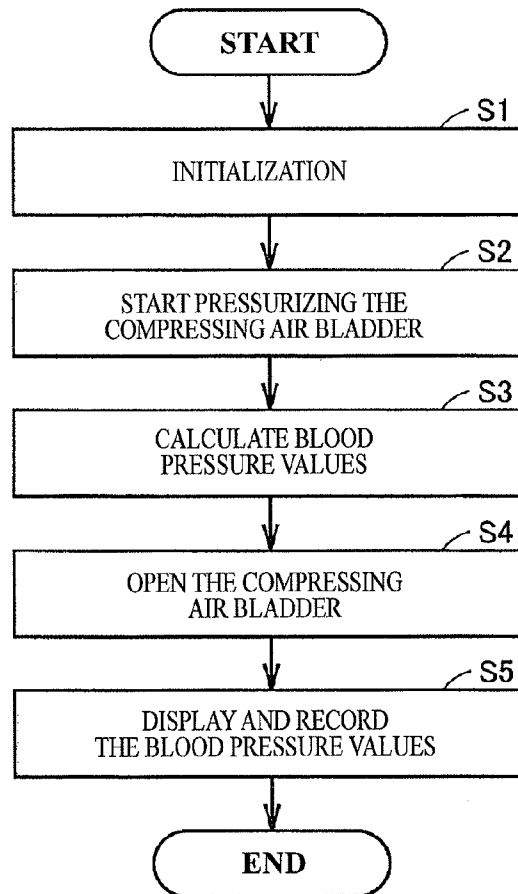 START
S1
INITIALIZATION
S2
START PRESSURIZING THE
COMPRESSING AIR BLADDER
S3
CALCULATE BLOOD
PRESSURE VALUES
S4
OPEN THE COMPRESSING
AIR BLADDER
S5
DISPLAY AND RECORD
THE BLOOD PRESSURE VALUES
END